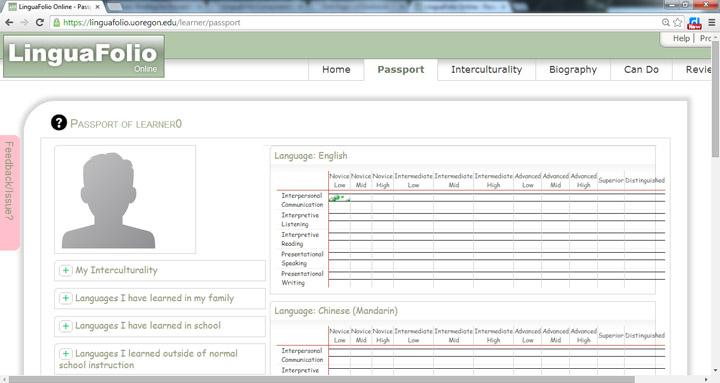 LinguaFolio Online - Pass
https://linguafolio.uoregon.edu/learner/passport
New
Help | Pro
LinguaFolio
Online
Home Passport Interculturality Biography Can Do Revie
Feedback/Issue?
? Passport of learner0
My Interculturality
Languages I have learned in my family
Languages I have learned in school
Languages I learned outside of normal
school instruction
Language: English
Novice Novice Novice Intermediate Intermediate Intermediate Advanced Advanced Advanced Superior Distinguished
Low Mid High Low Mid High Low Mid High
Interpersonal
Communication
Interpretive
Listening
Interpretive
Reading
Presentational
Speaking
Presentational
Writing
Language: Chinese (Mandarin)
Novice Novice Novice Intermediate Intermediate Intermediate Advanced Advanced Advanced Superior Distinguished
Low Mid High Low Mid High Low Mid High
Interpersonal
Communication
Interpretive